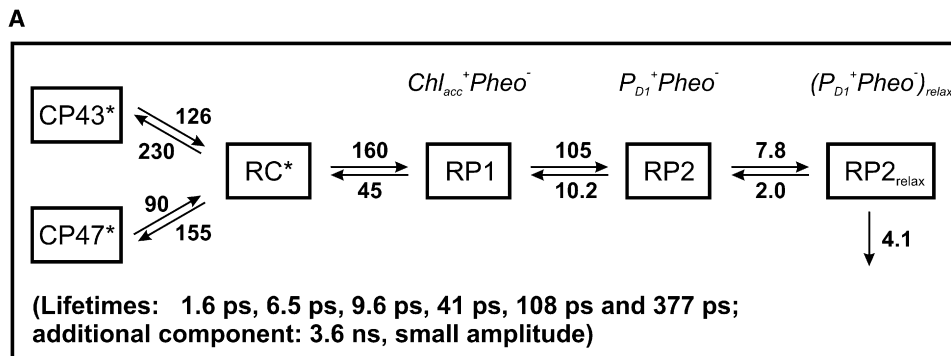 A
Chlacc+Pheo- PD1+Pheo- (PD1+Pheo-)relax
CP43* 126
230
160 105 7.8
RC* RP1 RP2 RP2relax
45 10.2 2.0
90
CP47* 155
4.1
(Lifetimes: 1.6 ps, 6.5 ps, 9.6 ps, 41 ps, 108 ps and 377 ps;
additional component: 3.6 ns, small amplitude)